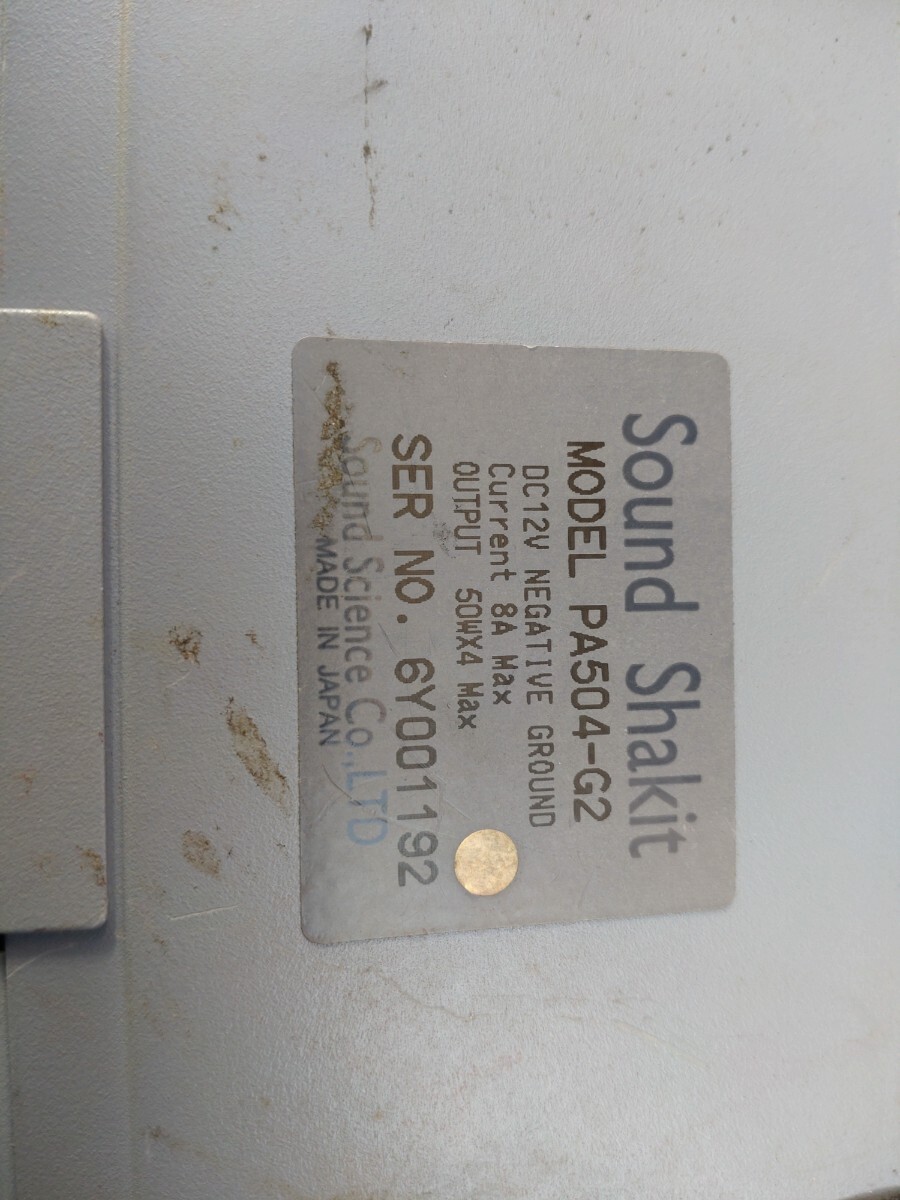 Sound Shakit
MODEL PA504-G2
DC12V NEGATIVE GROUND
Current 8A Max
OUTPUT 50WX4 Max
SER NO. 6Y001192
Sound Science Co.,LTD
MADE IN JAPAN